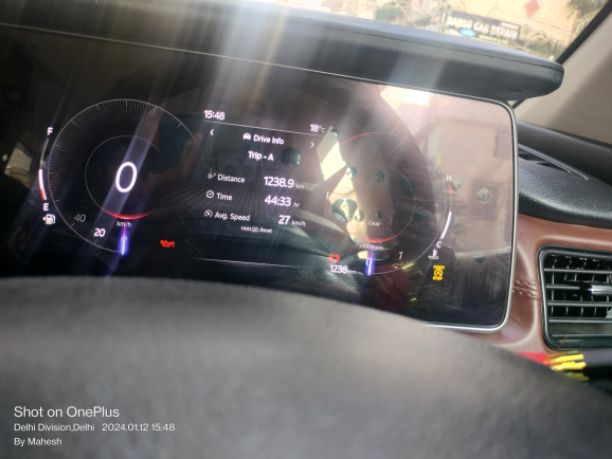 15:48
18°c
Drive Info
Trip - A
Distance 1238.9 km
Time 44:33 hr
Avg. Speed 27 km/h
Hold OK: Reset
F
E
0
km/h
40
20
H
C
1
1238 km
Shot on OnePlus
Delhi Division,Delhi 2024.01.12 15:48
By Mahesh